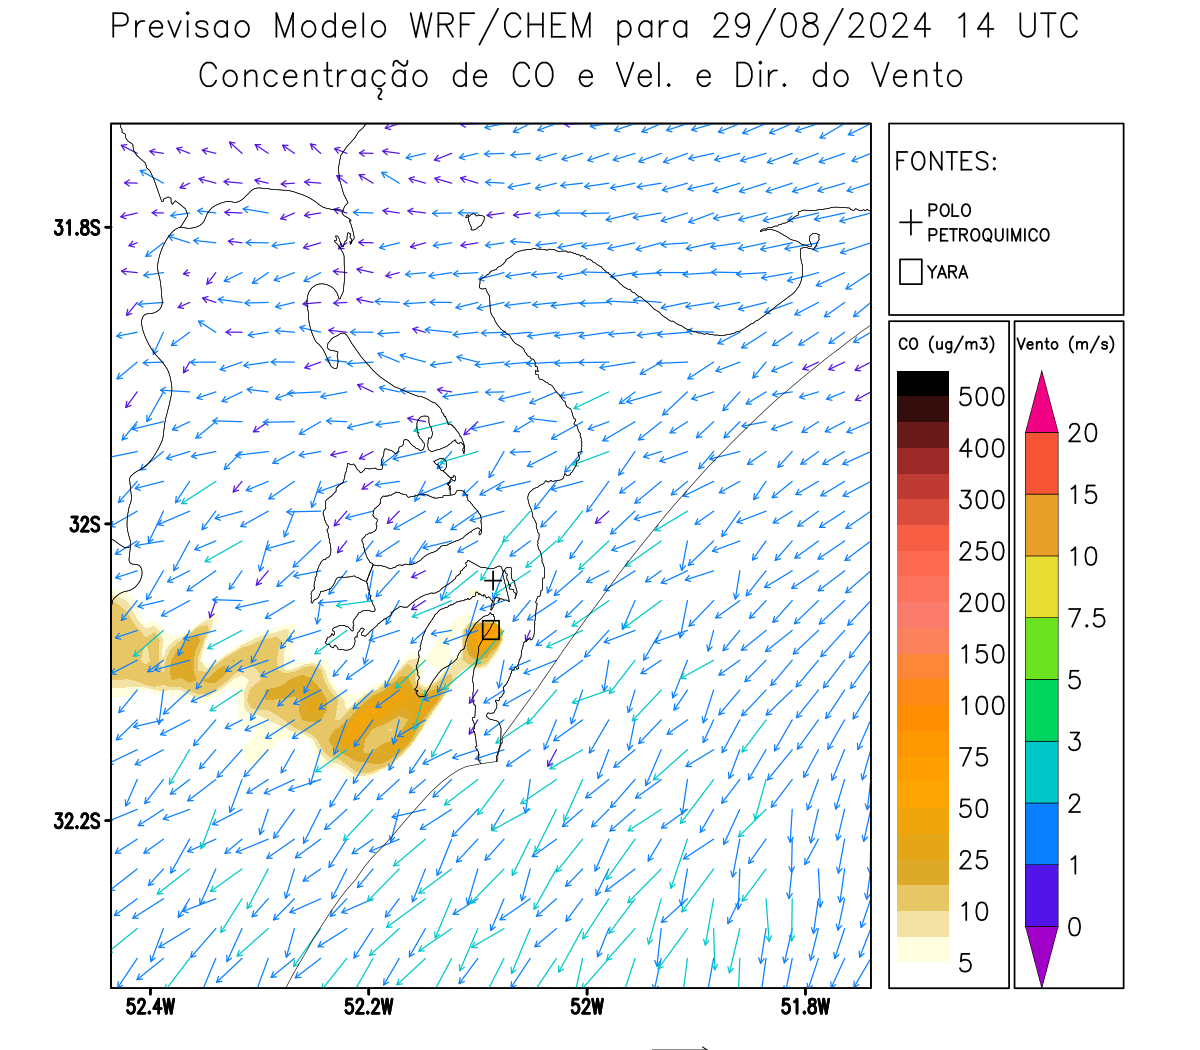 Previsao Modelo WRF/CHEM para 29/08/2024 14 UTC
Concentração de CO e Vel. e Dir. do Vento
FONTES:
POLO
PETROQUIMICO
YARA
CO (ug/m3)
500
400
300
250
200
150
100
75
50
25
10
5
Vento (m/s)
20
15
10
7.5
5
3
2
1
0
31.8S
32S
32.2S
52.4W
52.2W
52W
51.8W